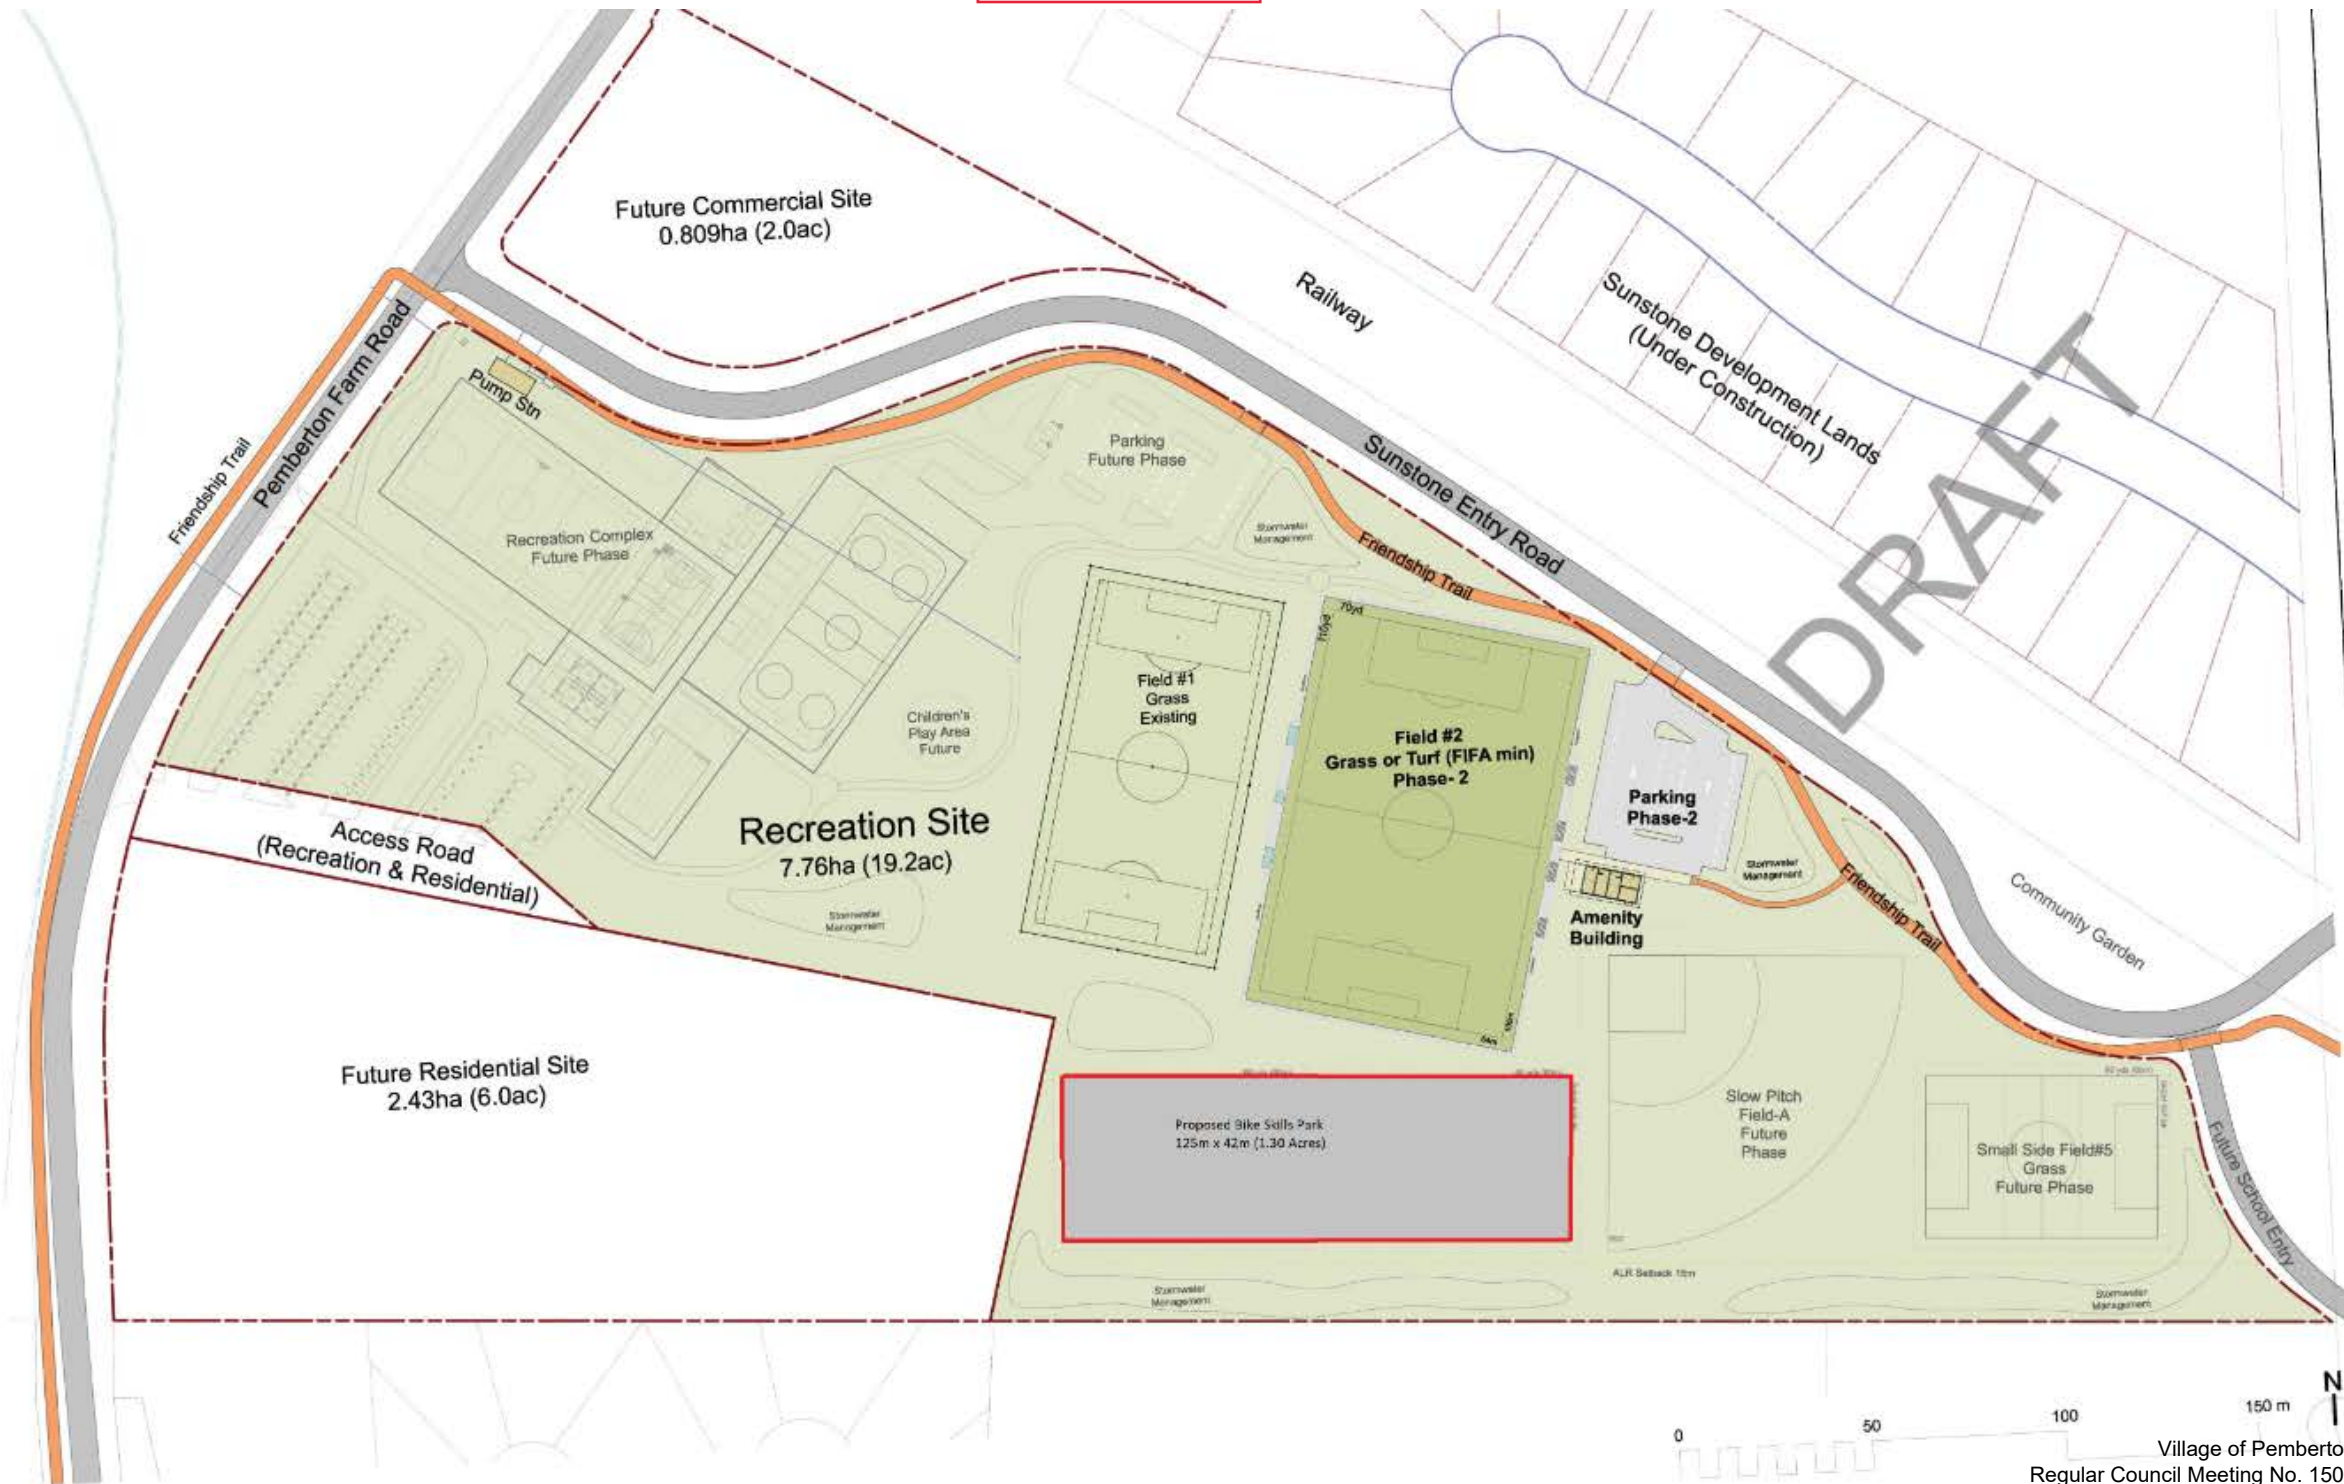 Future Commercial Site
0.809ha (2.0ac)
Railway
Sunstone Development Lands
(Under Construction)
DRAFT
Pemberton Farm Road
Friendship Trail
Pump Stn
Parking
Future Phase
Sunstone Entry Road
Stormwater
Management
Friendship Trail
Recreation Complex
Future Phase
70yd
110yd
Field #1
Grass
Existing
Children's
Play Area
Future
Field #2
Grass or Turf (FIFA min)
Phase- 2
Parking
Phase-2
Recreation Site
7.76ha (19.2ac)
Access Road
(Recreation & Residential)
Stormwater
Management
Stormwater
Management
Friendship Trail
Amenity
Building
Community Garden
64m
Future Residential Site
2.43ha (6.0ac)
Proposed Bike Skills Park
125m x 42m (1.30 Acres)
Slow Pitch
Field-A
Future
Phase
Small Side Field#5
Grass
Future Phase
Future School Entry
ALR Setback 15m
Stormwater
Management
Stormwater
Management
N
0
50
100
150 m
Village of Pemberto
Regular Council Meeting No. 150